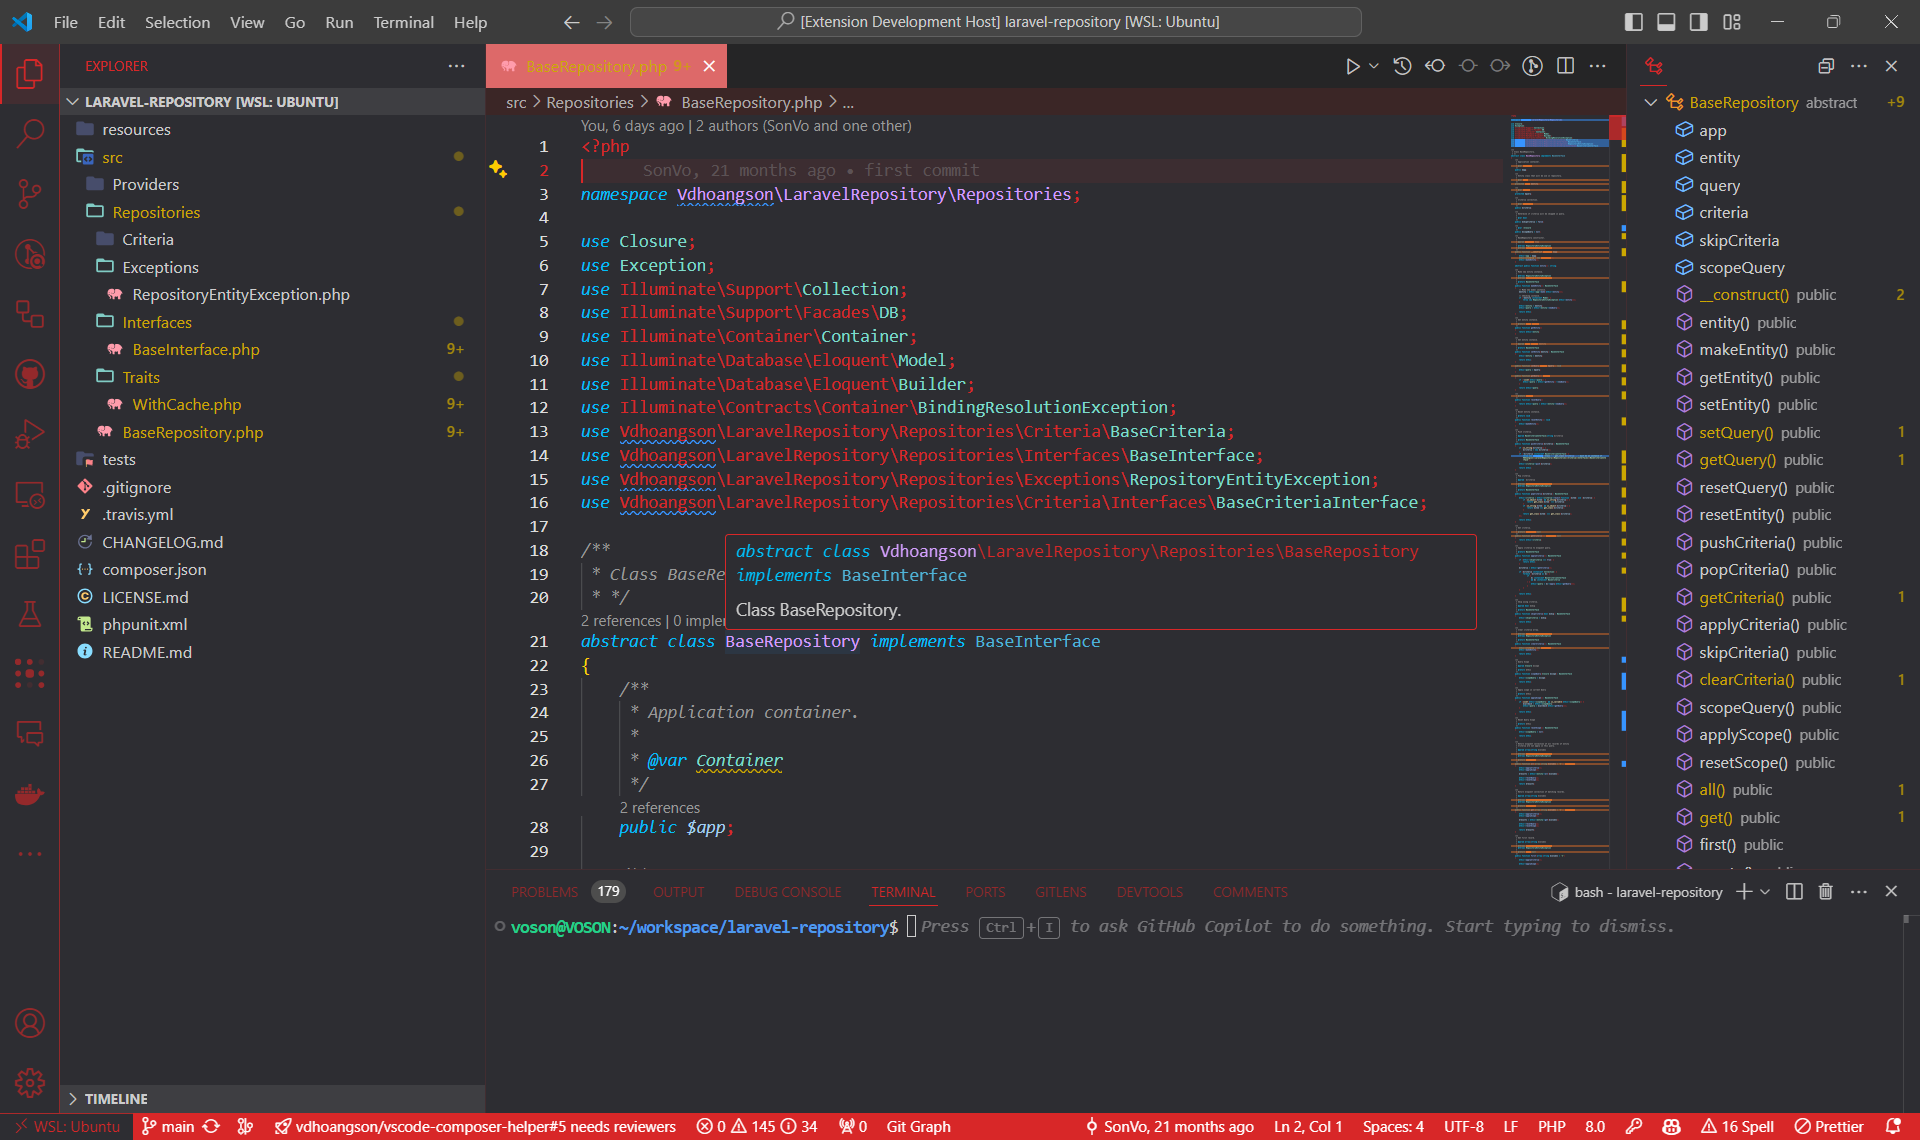 File Edit Selection View Go Run Terminal Help
[Extension Development Host] laravel-repository [WSL: Ubuntu]
EXPLORER
LARAVEL-REPOSITORY [WSL: UBUNTU]
resources
src
Providers
Repositories
Criteria
Exceptions
RepositoryEntityException.php
Interfaces
BaseInterface.php 9+
Traits
WithCache.php 9+
BaseRepository.php 9+
tests
.gitignore
.travis.yml
CHANGELOG.md
composer.json
LICENSE.md
phpunit.xml
README.md
TIMELINE
BaseRepository.php 9+
src > Repositories > BaseRepository.php > ...
You, 6 days ago | 2 authors (SonVo and one other)
1 <?php
2 SonVo, 21 months ago • first commit
3 namespace Vdhoangson\LaravelRepository\Repositories;
4
5 use Closure;
6 use Exception;
7 use Illuminate\Support\Collection;
8 use Illuminate\Support\Facades\DB;
9 use Illuminate\Container\Container;
10 use Illuminate\Database\Eloquent\Model;
11 use Illuminate\Database\Eloquent\Builder;
12 use Illuminate\Contracts\Container\BindingResolutionException;
13 use Vdhoangson\LaravelRepository\Repositories\Criteria\BaseCriteria;
14 use Vdhoangson\LaravelRepository\Repositories\Interfaces\BaseInterface;
15 use Vdhoangson\LaravelRepository\Repositories\Exceptions\RepositoryEntityException;
16 use Vdhoangson\LaravelRepository\Repositories\Criteria\Interfaces\BaseCriteriaInterface;
17
18 /**
19 * Class BaseRe
20 * */
abstract class Vdhoangson\LaravelRepository\Repositories\BaseRepository
implements BaseInterface
Class BaseRepository.
2 references | 0 imple
21 abstract class BaseRepository implements BaseInterface
22 {
23 /**
24 * Application container.
25 *
26 * @var Container
27 */
2 references
28 public $app;
29
BaseRepository abstract +9
app
entity
query
criteria
skipCriteria
scopeQuery
__construct() public 2
entity() public
makeEntity() public
getEntity() public
setEntity() public
setQuery() public 1
getQuery() public 1
resetQuery() public
resetEntity() public
pushCriteria() public
popCriteria() public
getCriteria() public 1
applyCriteria() public
skipCriteria() public
clearCriteria() public 1
scopeQuery() public
applyScope() public
resetScope() public
all() public 1
get() public 1
first() public
PROBLEMS 179 OUTPUT DEBUG CONSOLE TERMINAL PORTS GITLENS DEVTOOLS COMMENTS
bash - laravel-repository
voson@VOSON:~/workspace/laravel-repository$ Press Ctrl + I to ask GitHub Copilot to do something. Start typing to dismiss.
WSL: Ubuntu main vdhoangson/vscode-composer-helper#5 needs reviewers 0 145 34 0 Git Graph SonVo, 21 months ago Ln 2, Col 1 Spaces: 4 UTF-8 LF PHP 8.0 16 Spell Prettier